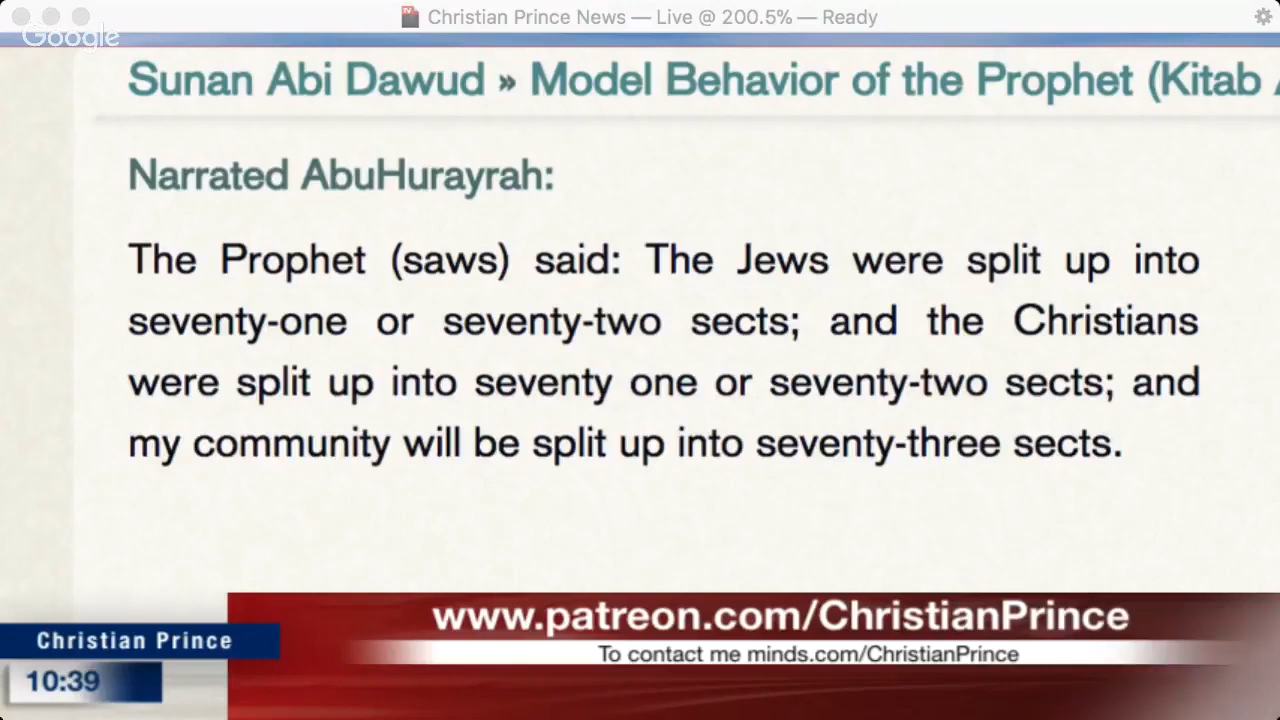 Christian Prince News — Live @ 200.5% — Ready
Google
Sunan Abi Dawud » Model Behavior of the Prophet (Kitab
Narrated AbuHurayrah:
The Prophet (saws) said: The Jews were split up into
seventy-one or seventy-two sects; and the Christians
were split up into seventy one or seventy-two sects; and
my community will be split up into seventy-three sects.
www.patreon.com/ChristianPrince
Christian Prince
To contact me minds.com/ChristianPrince
10:39